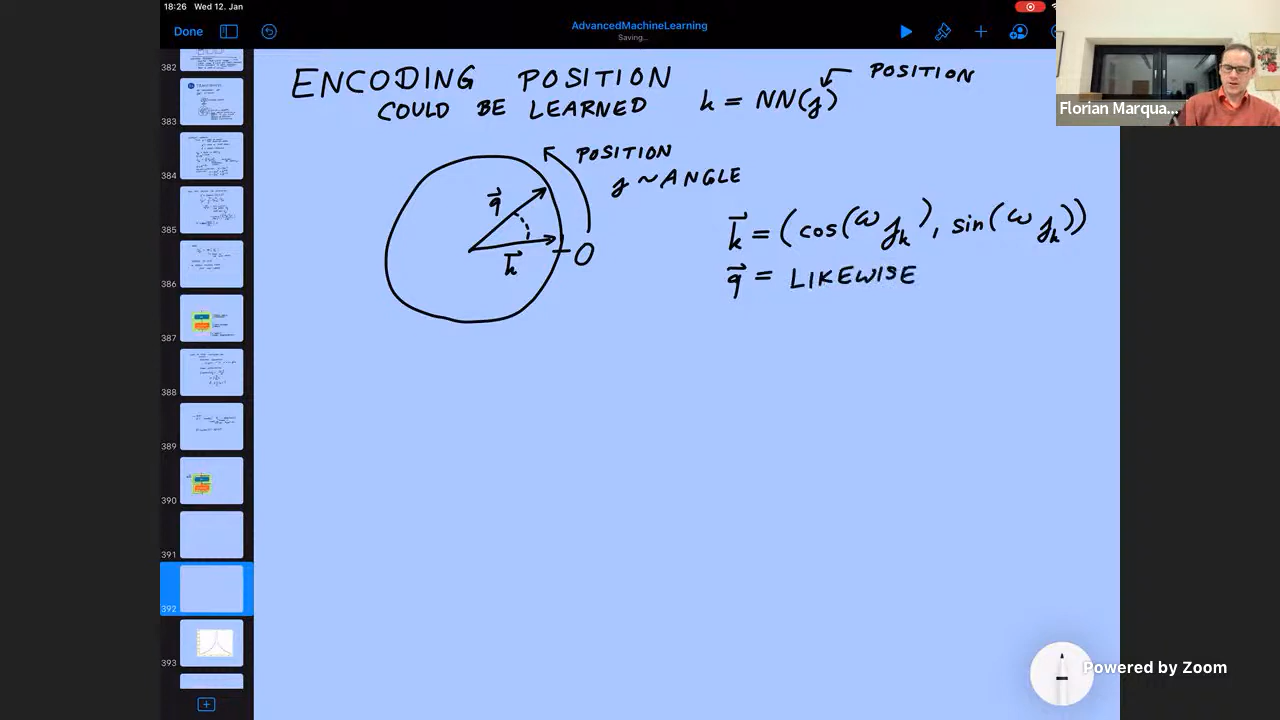 18:26 Wed 12. Jan
Done
AdvancedMachineLearning
Saving...
Florian Marqua...
ENCODING POSITION
COULD BE LEARNED k = NN(j) POSITION
POSITION
j ~ ANGLE
q⃗
k⃗
0
k⃗ = (cos(ω j_k), sin(ω j_k))
q⃗ = LIKEWISE
382
383
384
385
386
387
388
389
390
391
392
393
Powered by Zoom